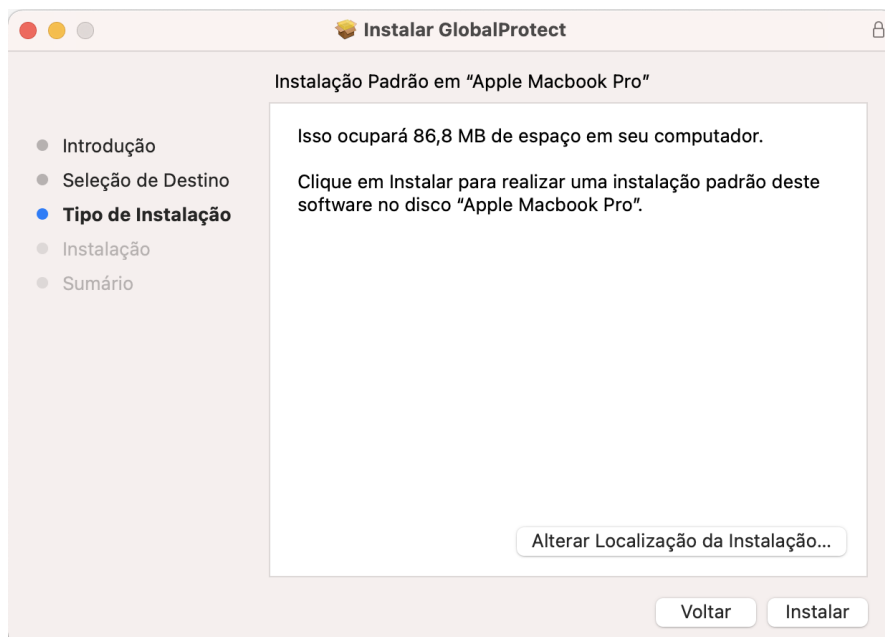 Instalar GlobalProtect
Instalação Padrão em “Apple Macbook Pro”
Introdução
Seleção de Destino
Tipo de Instalação
Instalação
Sumário
Isso ocupará 86,8 MB de espaço em seu computador.
Clique em Instalar para realizar uma instalação padrão deste
software no disco “Apple Macbook Pro”.
Alterar Localização da Instalação...
Voltar
Instalar